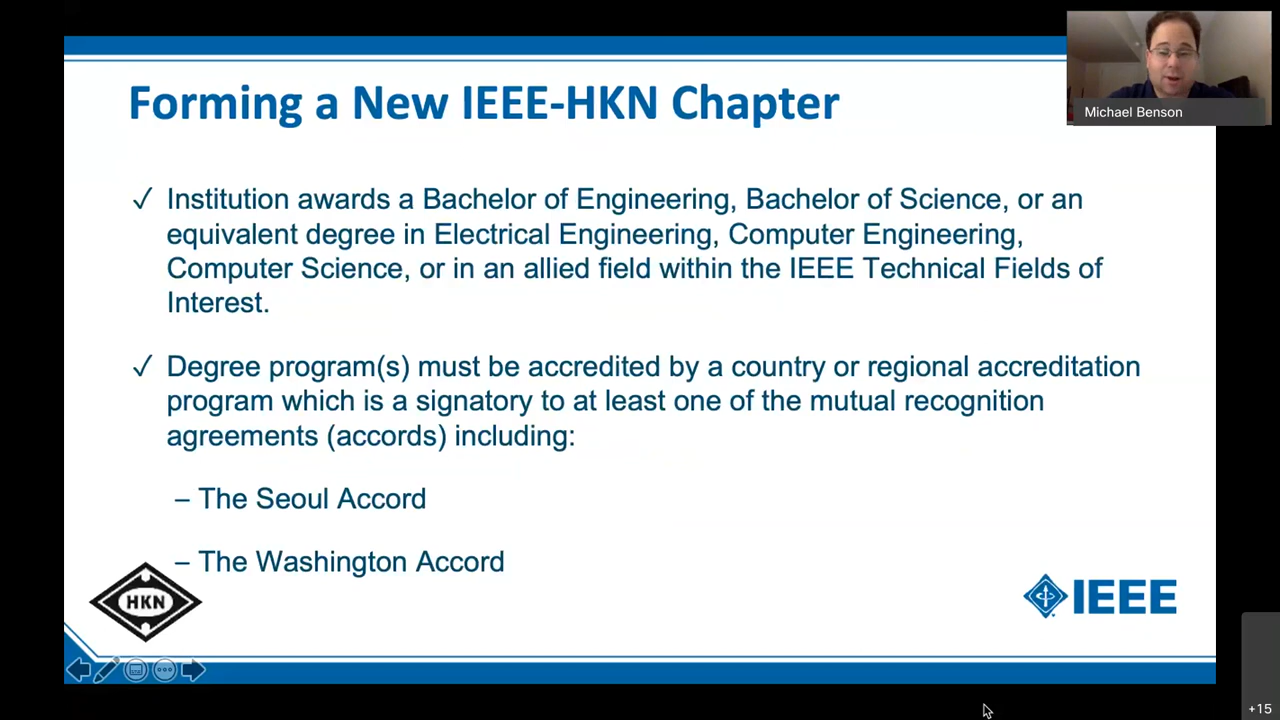 Forming a New IEEE-HKN Chapter
Michael Benson
✓ Institution awards a Bachelor of Engineering, Bachelor of Science, or an
equivalent degree in Electrical Engineering, Computer Engineering,
Computer Science, or in an allied field within the IEEE Technical Fields of
Interest.
✓ Degree program(s) must be accredited by a country or regional accreditation
program which is a signatory to at least one of the mutual recognition
agreements (accords) including:
– The Seoul Accord
– The Washington Accord
HKN
IEEE
+15